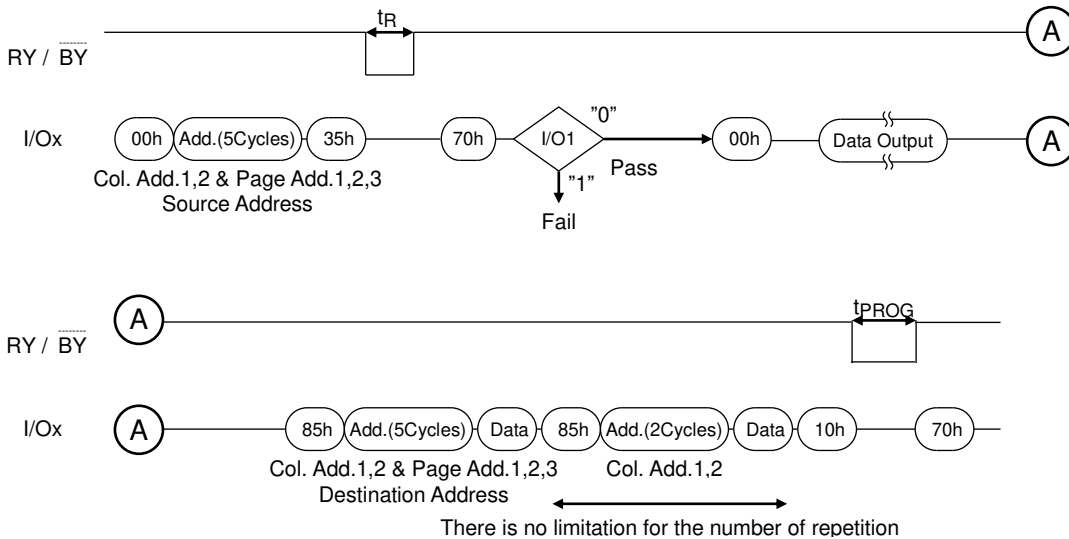 tR
RY / BY
A
I/Ox
00h Add.(5Cycles) 35h 70h I/O1 "0" Pass 00h Data Output A
"1"
Fail
Col. Add.1,2 & Page Add.1,2,3
Source Address
A
tPROG
RY / BY
I/Ox
A 85h Add.(5Cycles) Data 85h Add.(2Cycles) Data 10h 70h
Col. Add.1,2 & Page Add.1,2,3 Col. Add.1,2
Destination Address
There is no limitation for the number of repetition